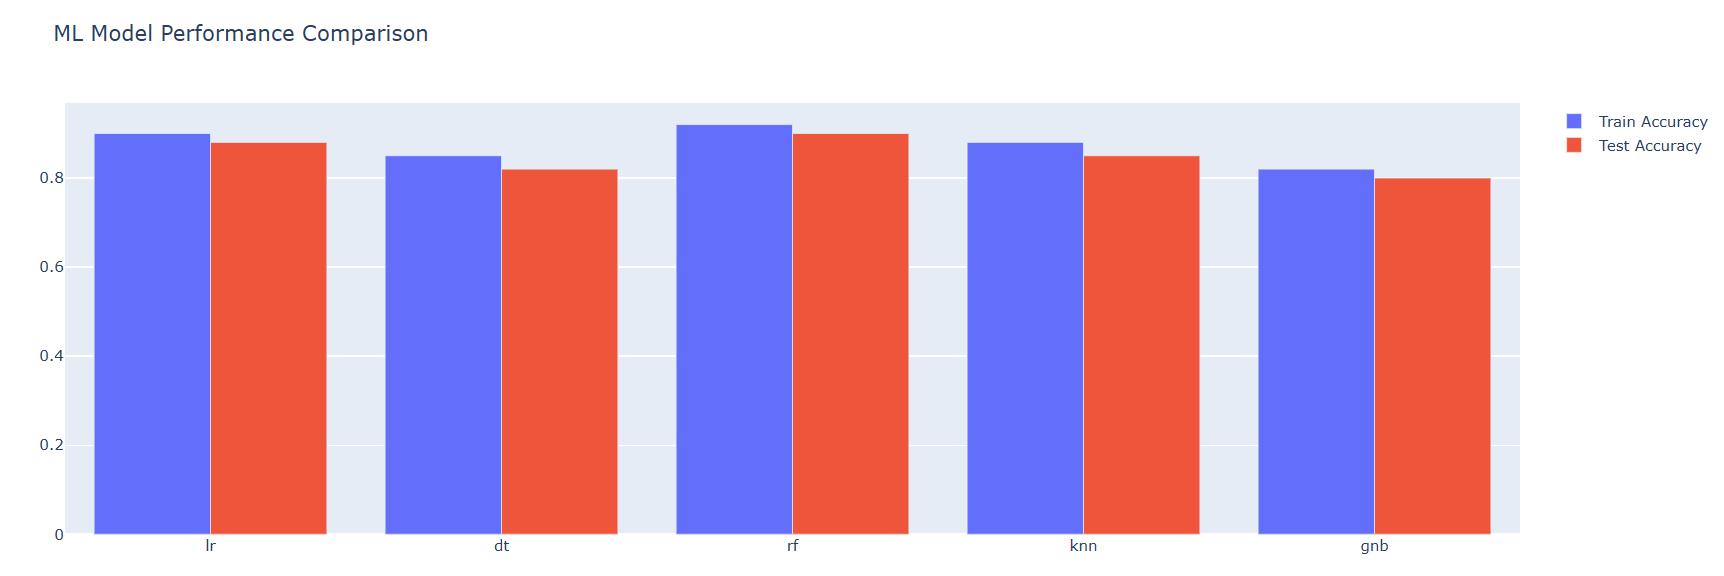 ML Model Performance Comparison
Train Accuracy
Test Accuracy
0.8
0.6
0.4
0.2
0
lr dt rf knn gnb